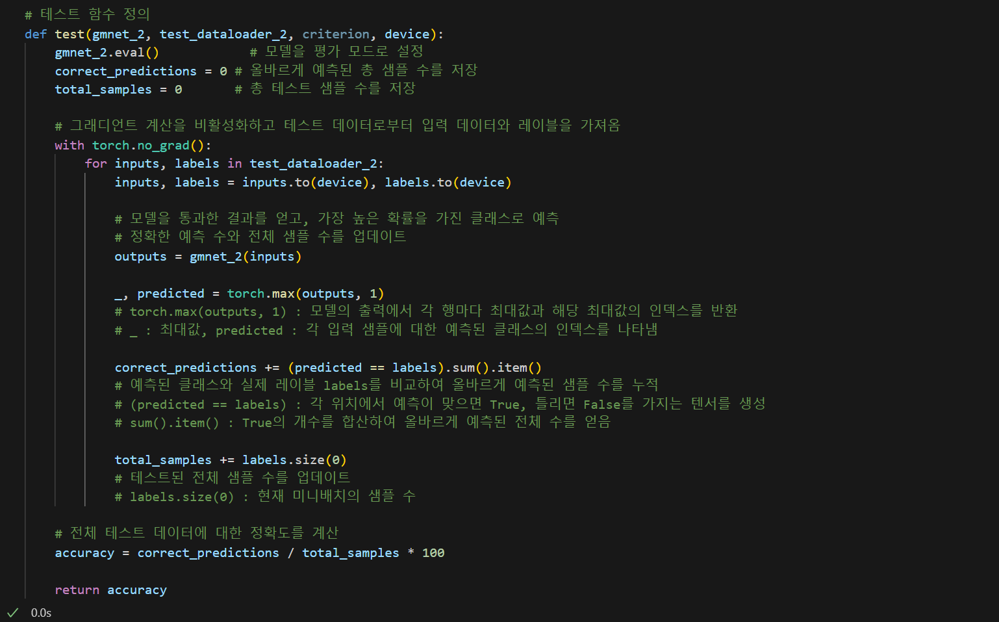 # 테스트 함수 정의
def test(gmnet_2, test_dataloader_2, criterion, device):
    gmnet_2.eval()            # 모델을 평가 모드로 설정
    correct_predictions = 0 # 올바르게 예측된 총 샘플 수를 저장
    total_samples = 0       # 총 테스트 샘플 수를 저장

    # 그래디언트 계산을 비활성화하고 테스트 데이터로부터 입력 데이터와 레이블을 가져옴
    with torch.no_grad():
        for inputs, labels in test_dataloader_2:
            inputs, labels = inputs.to(device), labels.to(device)

            # 모델을 통과한 결과를 얻고, 가장 높은 확률을 가진 클래스로 예측
            # 정확한 예측 수와 전체 샘플 수를 업데이트
            outputs = gmnet_2(inputs)

            _, predicted = torch.max(outputs, 1)
            # torch.max(outputs, 1) : 모델의 출력에서 각 행마다 최대값과 해당 최대값의 인덱스를 반환
            # _ : 최대값, predicted : 각 입력 샘플에 대한 예측된 클래스의 인덱스를 나타냄

            correct_predictions += (predicted == labels).sum().item()
            # 예측된 클래스와 실제 레이블 labels를 비교하여 올바르게 예측된 샘플 수를 누적
            # (predicted == labels) : 각 위치에서 예측이 맞으면 True, 틀리면 False를 가지는 텐서를 생성
            # sum().item() : True의 개수를 합산하여 올바르게 예측된 전체 수를 얻음

            total_samples += labels.size(0)
            # 테스트된 전체 샘플 수를 업데이트
            # labels.size(0) : 현재 미니배치의 샘플 수

    # 전체 테스트 데이터에 대한 정확도를 계산
    accuracy = correct_predictions / total_samples * 100

    return accuracy
✓ 0.0s